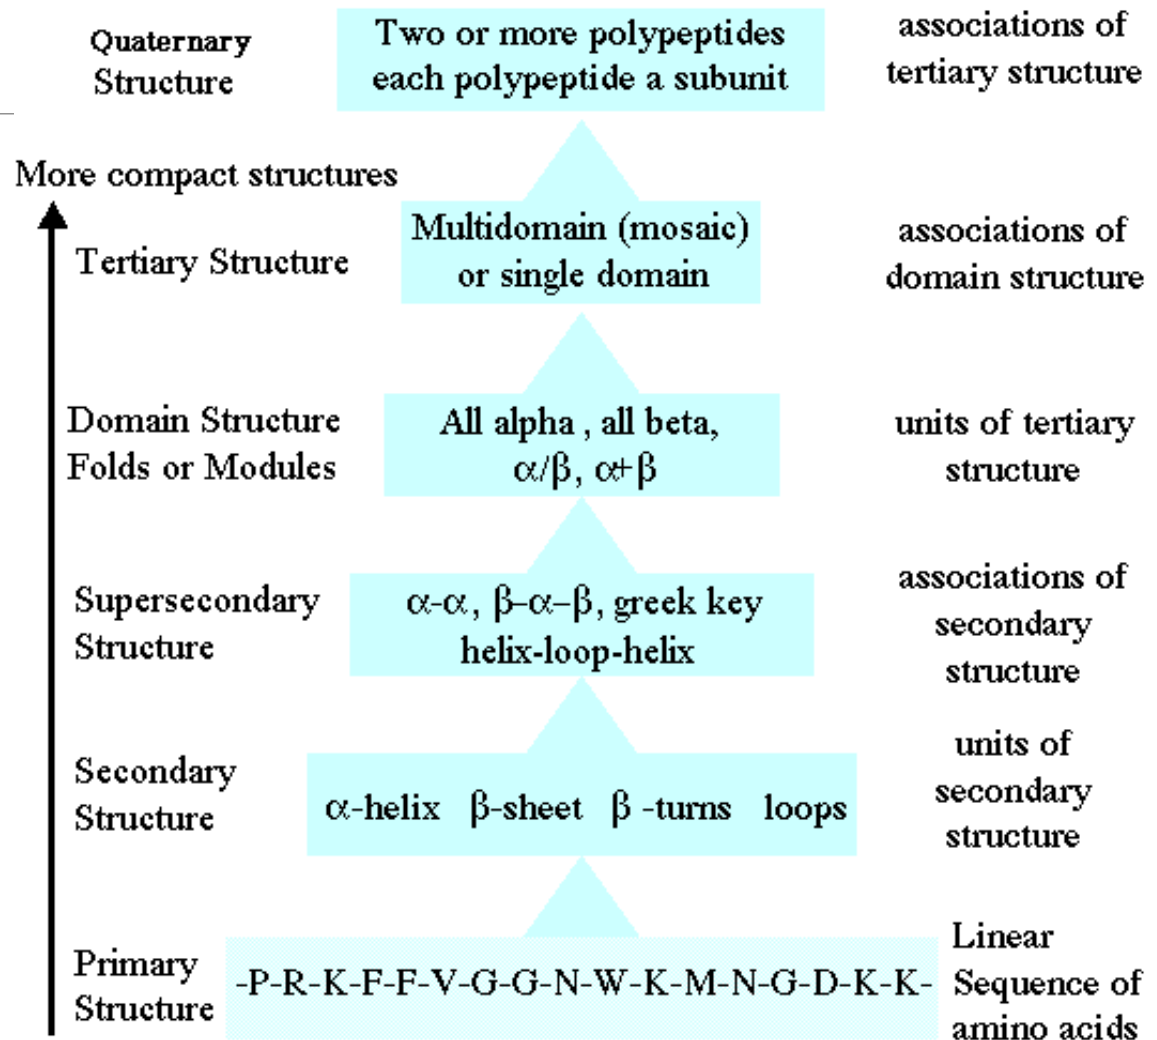 Quaternary
Structure
Two or more polypeptides
each polypeptide a subunit
associations of
tertiary structure
More compact structures
Tertiary Structure
Multidomain (mosaic)
or single domain
associations of
domain structure
Domain Structure
Folds or Modules
All alpha , all beta,
α/β, α+β
units of tertiary
structure
Supersecondary
Structure
α-α, β-α-β, greek key
helix-loop-helix
associations of
secondary
structure
Secondary
Structure
α-helix β-sheet β -turns loops
units of
secondary
structure
Primary
Structure
-P-R-K-F-F-V-G-G-N-W-K-M-N-G-D-K-K-
Linear
Sequence of
amino acids